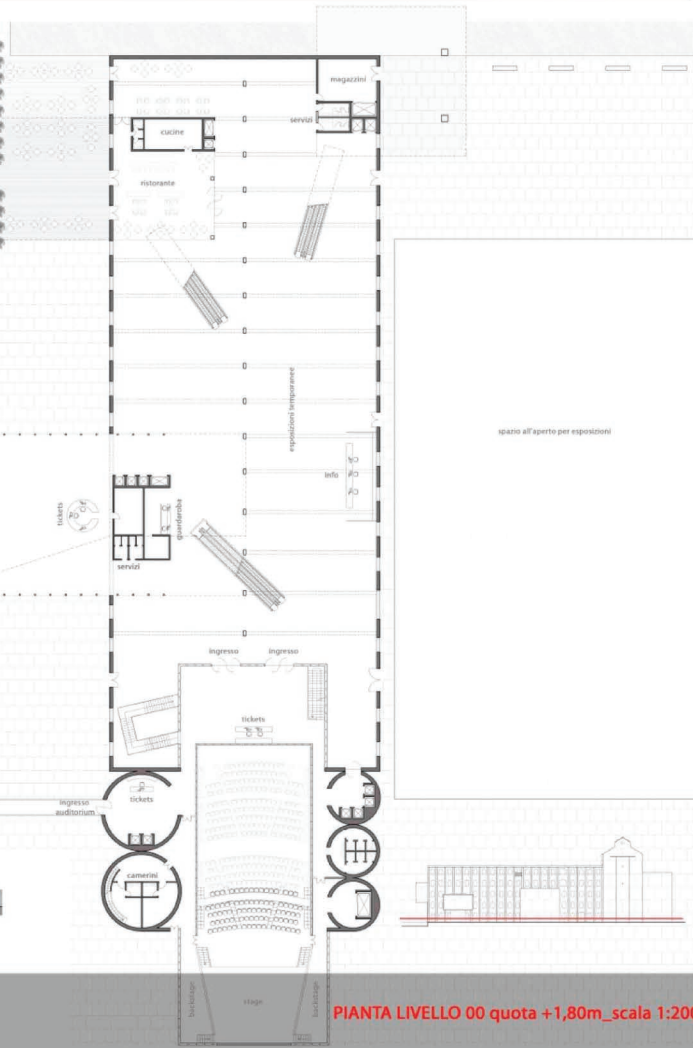 magazzini
servizi
cucine
ristorante
esposizioni temporanee
spazio all'aperto per esposizioni
info
tickets
guardaroba
servizi
ingresso
ingresso
tickets
ingresso
auditorium
tickets
camerini
backstage
stage
backstage
PIANTA LIVELLO 00 quota +1,80m_scala 1:200